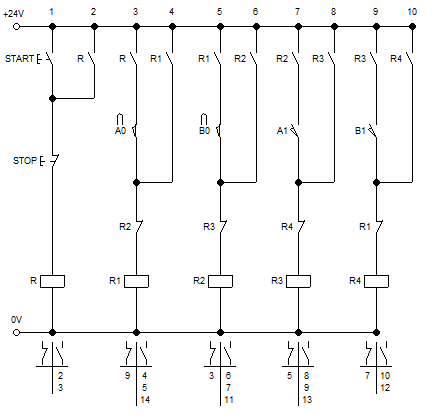 +24V 1 2 3 4 5 6 7 8 9 10
START R R R1 R1 R2 R2 R3 R3 R4
A0 B0 A1 B1
STOP
R2 R3 R4 R1
R R1 R2 R3 R4
0V
2 9 4 3 6 5 8 7 10
3 5 7 9 12
14 11 13